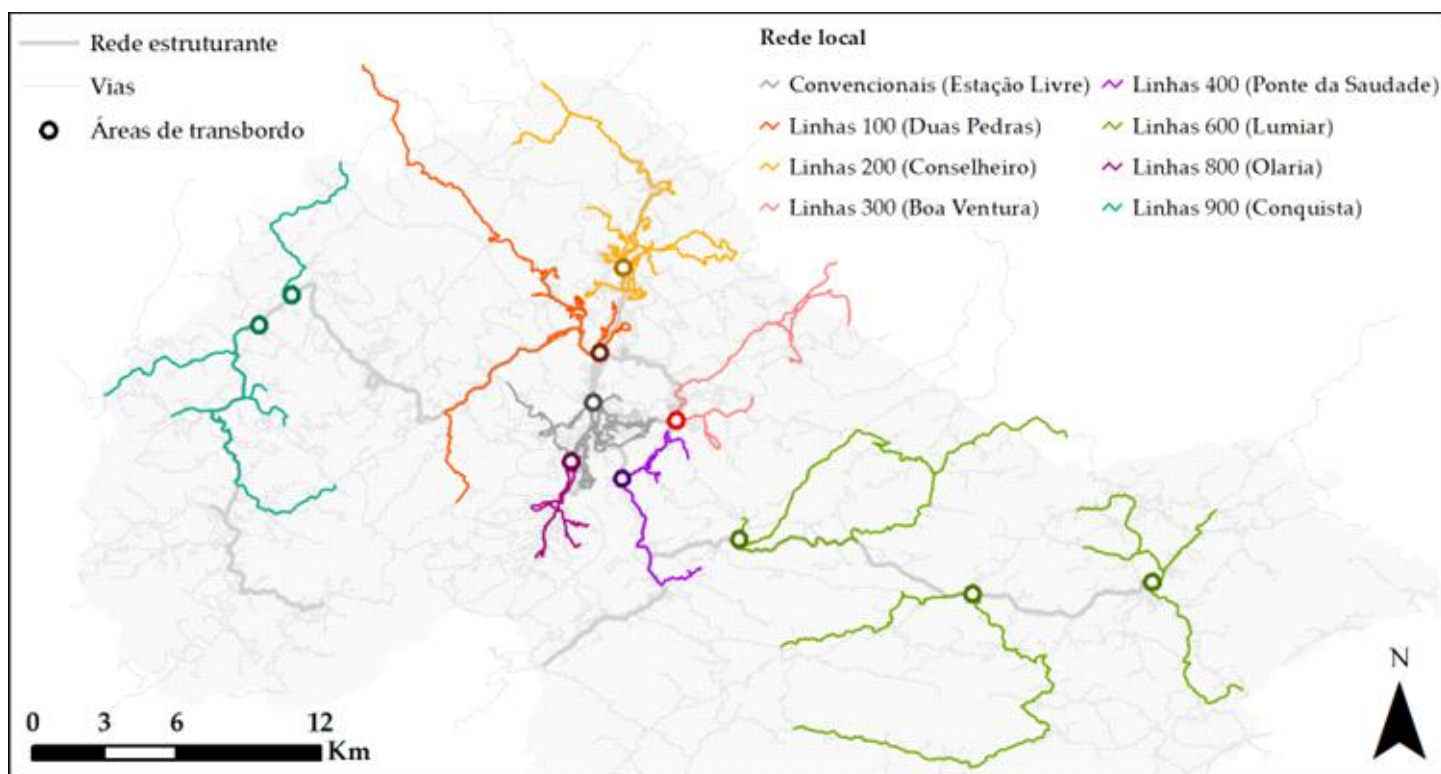 Rede estruturante
Vias
Áreas de transbordo
Rede local
Convencionais (Estação Livre)
Linhas 100 (Duas Pedras)
Linhas 200 (Conselheiro)
Linhas 300 (Boa Ventura)
Linhas 400 (Ponte da Saudade)
Linhas 600 (Lumiar)
Linhas 800 (Olaria)
Linhas 900 (Conquista)
0 3 6 12
Km
N